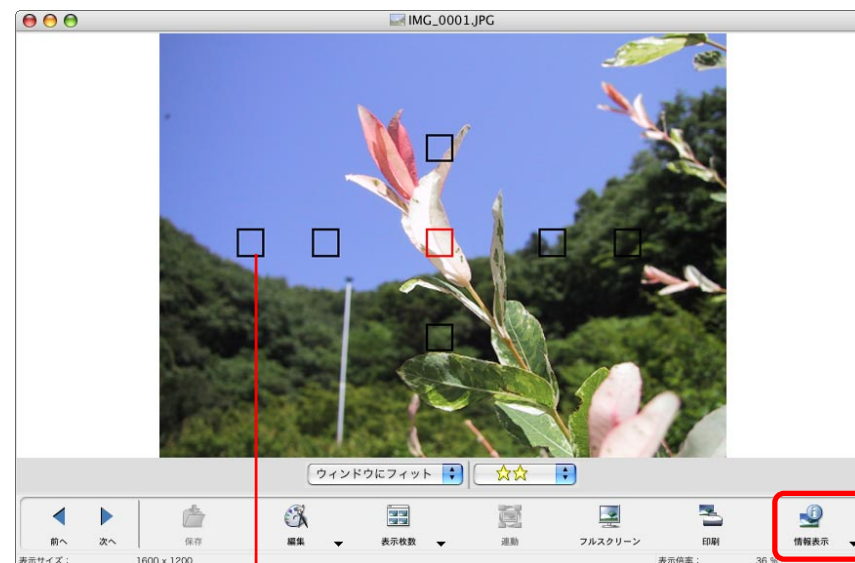 IMG_0001.JPG
ウィンドウにフィット
前へ 次へ 保存 編集 表示枚数 連動 フルスクリーン 印刷 情報表示
表示サイズ: 1600 x 1200 表示倍率: 36 %